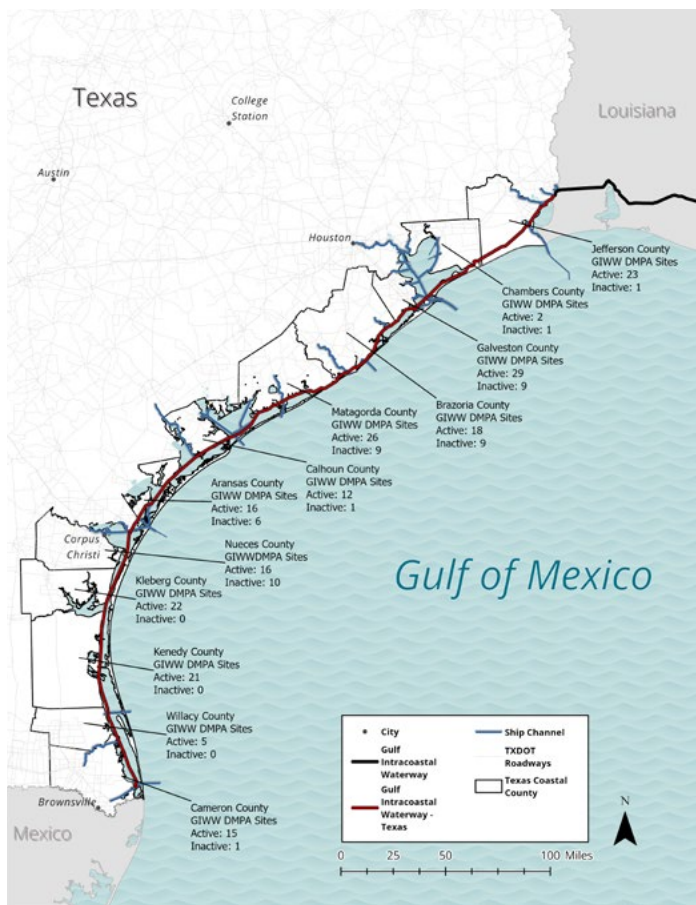 Texas
College
Station
Louisiana
Austin
Houston
Jefferson County
GIWW DMPA Sites
Active: 23
Inactive: 1
Chambers County
GIWW DMPA Sites
Active: 2
Inactive: 1
Galveston County
GIWW DMPA Sites
Active: 29
Inactive: 9
Brazoria County
GIWW DMPA Sites
Active: 18
Inactive: 9
Matagorda County
GIWW DMPA Sites
Active: 26
Inactive: 9
Calhoun County
GIWW DMPA Sites
Active: 12
Inactive: 1
Aransas County
GIWW DMPA Sites
Active: 16
Inactive: 6
Corpus
Christi
Nueces County
GIWWDMPA Sites
Active: 16
Inactive: 10
Kleberg County
GIWW DMPA Sites
Active: 22
Inactive: 0
Gulf of Mexico
Kenedy County
GIWW DMPA Sites
Active: 21
Inactive: 0
Willacy County
GIWW DMPA Sites
Active: 5
Inactive: 0
Brownsville
Cameron County
GIWW DMPA Sites
Active: 15
Inactive: 1
Mexico
City
Gulf
Intracoastal
Waterway
Gulf
Intracoastal
Waterway -
Texas
Ship Channel
TXDOT
Roadways
Texas Coastal
County
N
0 25 50 100 Miles